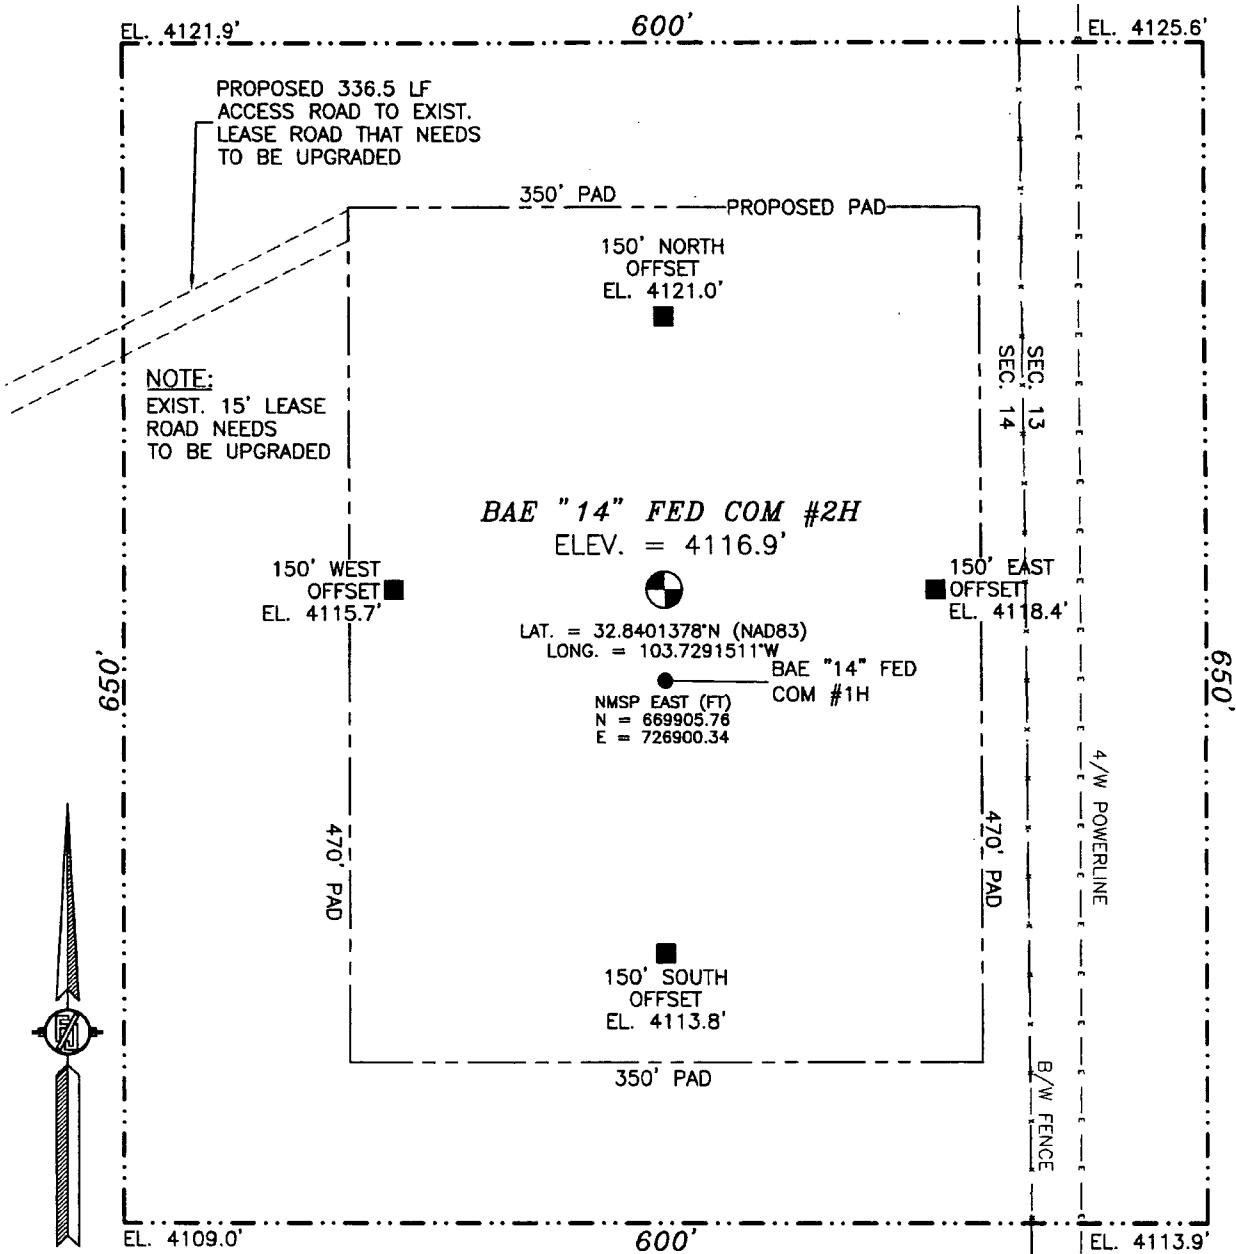 EL. 4121.9'
600'
EL. 4125.6'
PROPOSED 336.5 LF
ACCESS ROAD TO EXIST.
LEASE ROAD THAT NEEDS
TO BE UPGRADED
350' PAD
PROPOSED PAD
150' NORTH
OFFSET
EL. 4121.0'
SEC. 13
SEC. 14
NOTE:
EXIST. 15' LEASE
ROAD NEEDS
TO BE UPGRADED
BAE "14" FED COM #2H
ELEV. = 4116.9'
150' WEST
OFFSET
EL. 4115.7'
150' EAST
OFFSET
EL. 4118.4'
LAT. = 32.8401378°N (NAD83)
LONG. = 103.7291511°W
BAE "14" FED
COM #1H
NMSP EAST (FT)
N = 669905.76
E = 726900.34
650'
650'
4/W POWERLINE
470' PAD
470' PAD
150' SOUTH
OFFSET
EL. 4113.8'
350' PAD
B/W FENCE
EL. 4109.0'
600'
EL. 4113.9'